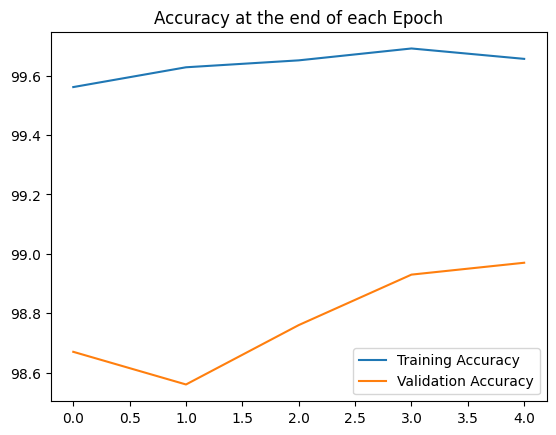 Accuracy at the end of each Epoch
99.6
99.4
99.2
99.0
98.8
98.6
Training Accuracy
Validation Accuracy
0.0 0.5 1.0 1.5 2.0 2.5 3.0 3.5 4.0